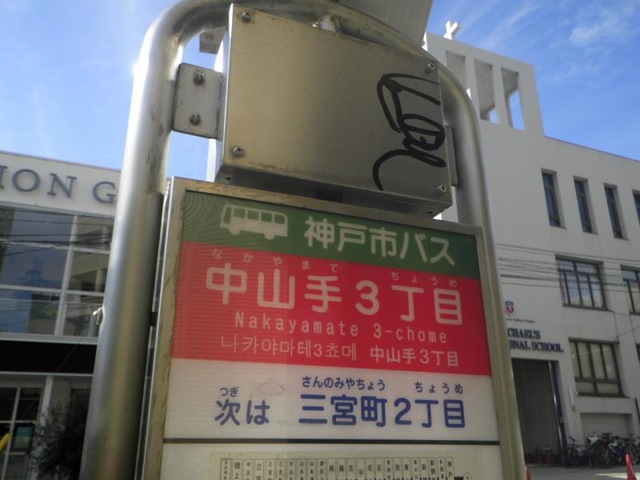 ION G
神戸市バス
なかやまて ちょうめ
中山手3丁目
Nakayamate 3-chome
나카야마테3쵸메 中山手3丁目
つぎ さんのみやちょう ちょうめ
次は 三宮町2丁目
CHAEL'S
NAL SCHOOL